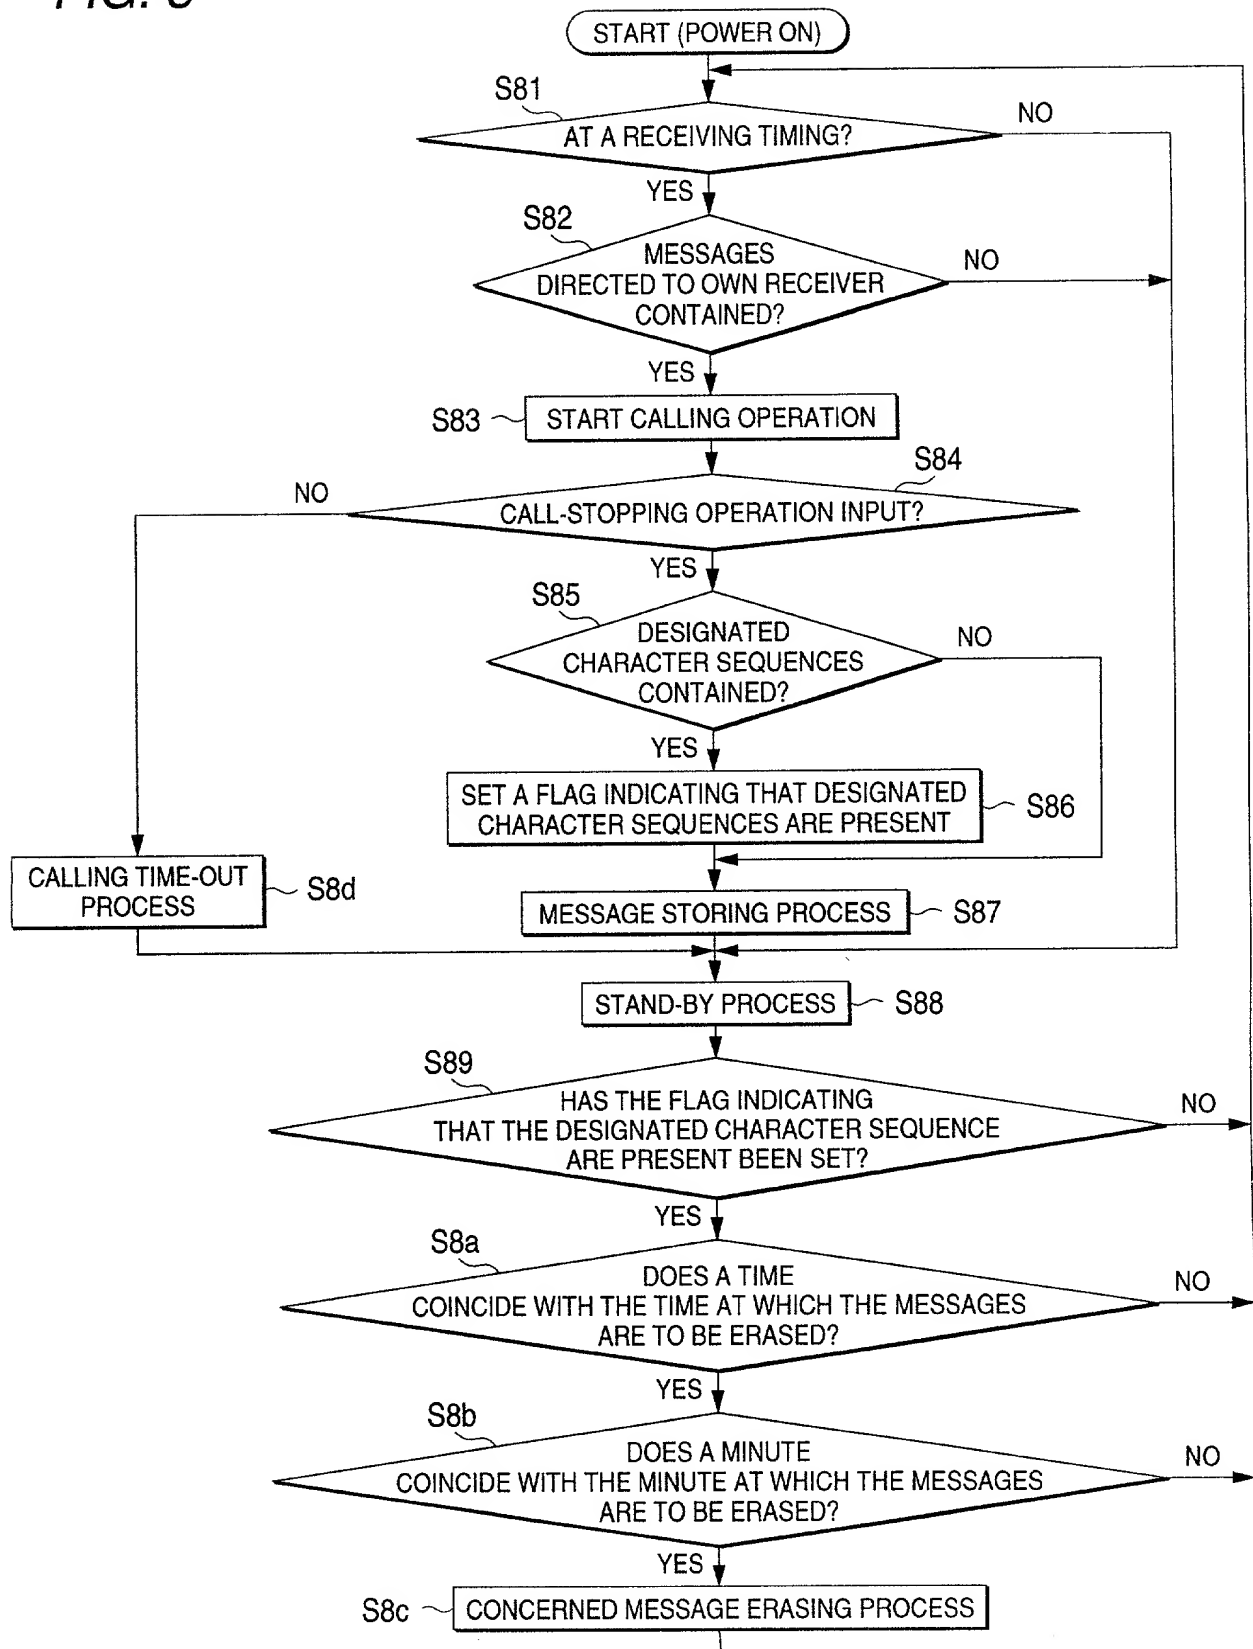 START (POWER ON)
S81
AT A RECEIVING TIMING?
NO
YES
S82
MESSAGES
DIRECTED TO OWN RECEIVER
CONTAINED?
NO
YES
S83
START CALLING OPERATION
S84
NO
CALL-STOPPING OPERATION INPUT?
YES
S85
DESIGNATED
CHARACTER SEQUENCES
CONTAINED?
NO
YES
SET A FLAG INDICATING THAT DESIGNATED
CHARACTER SEQUENCES ARE PRESENT
S86
CALLING TIME-OUT
PROCESS
S8d
MESSAGE STORING PROCESS
S87
STAND-BY PROCESS
S88
S89
HAS THE FLAG INDICATING
THAT THE DESIGNATED CHARACTER SEQUENCE
ARE PRESENT BEEN SET?
NO
YES
S8a
DOES A TIME
COINCIDE WITH THE TIME AT WHICH THE MESSAGES
ARE TO BE ERASED?
NO
YES
S8b
DOES A MINUTE
COINCIDE WITH THE MINUTE AT WHICH THE MESSAGES
ARE TO BE ERASED?
NO
YES
S8c
CONCERNED MESSAGE ERASING PROCESS